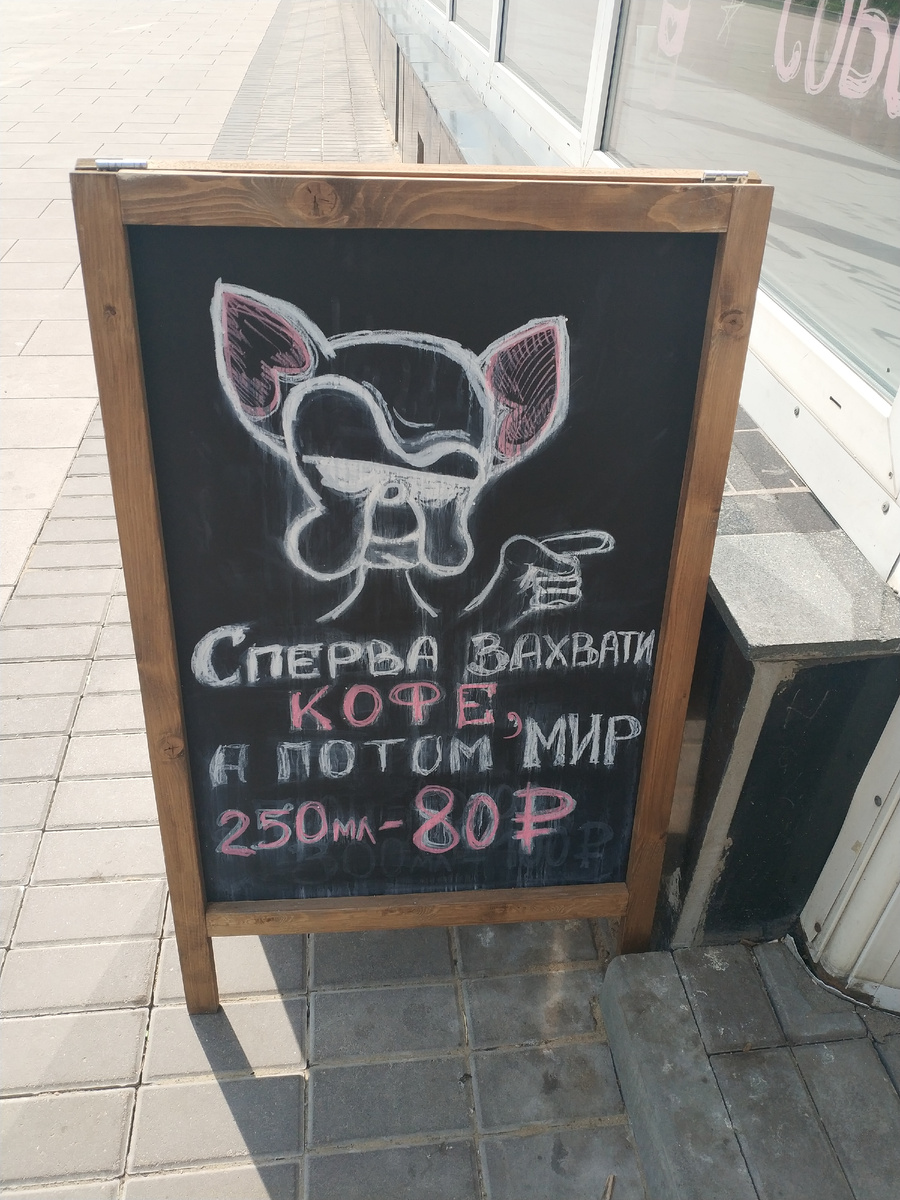 Сперва захвати
кофе,
а потом мир
250мл-80₽